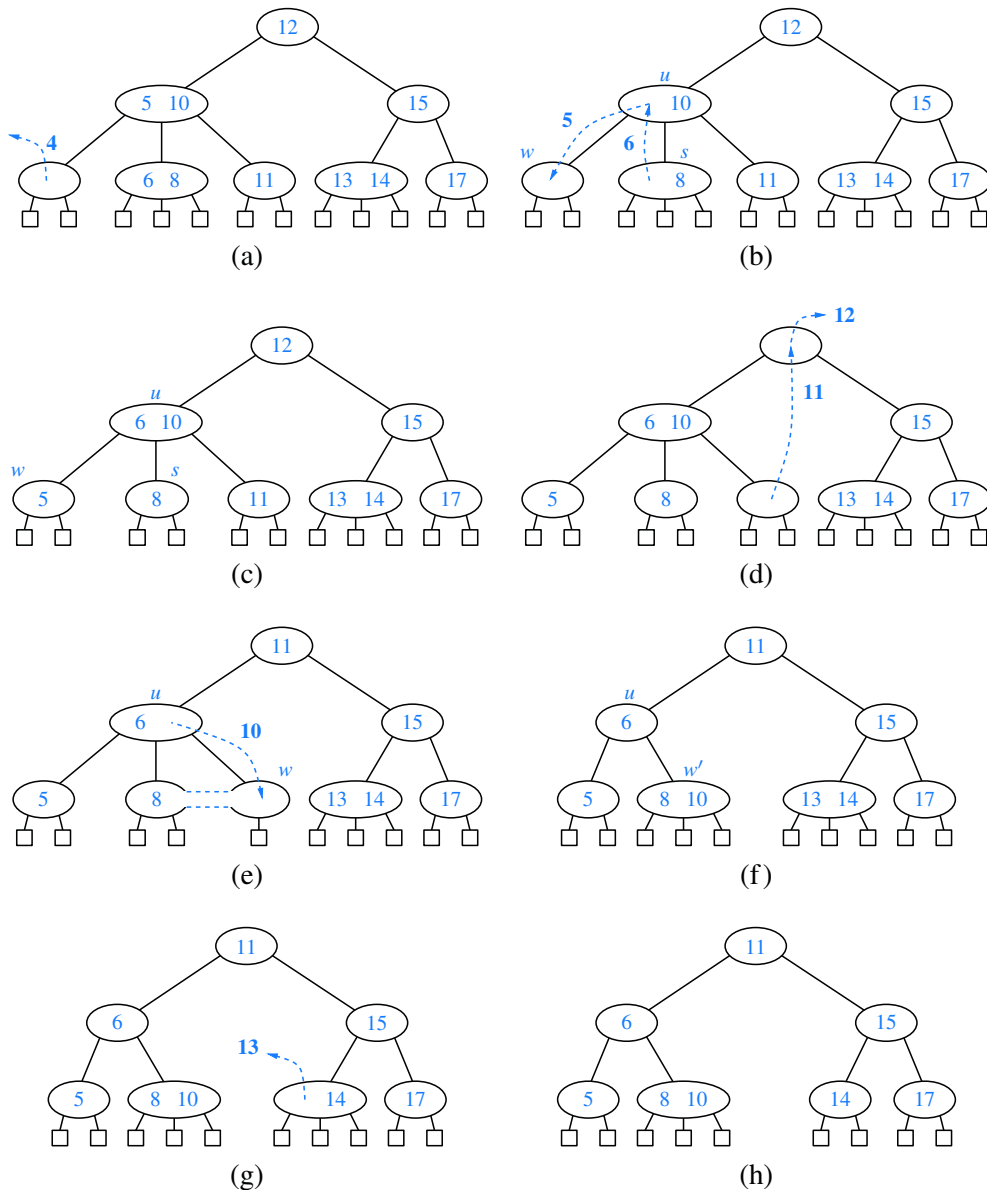 12
5 10 15
4
6 8 11 13 14 17
(a)
12
u
10 15
5 6
w s
8 11 13 14 17
(b)
12
u
6 10 15
w s
5 8 11 13 14 17
(c)
12
11
6 10 15
5 8 13 14 17
(d)
11
u
6 15
10
w
5 8 13 14 17
(e)
11
u
6 15
w′
5 8 10 13 14 17
(f)
11
6 15
13
5 8 10 14 17
(g)
11
6 15
5 8 10 14 17
(h)